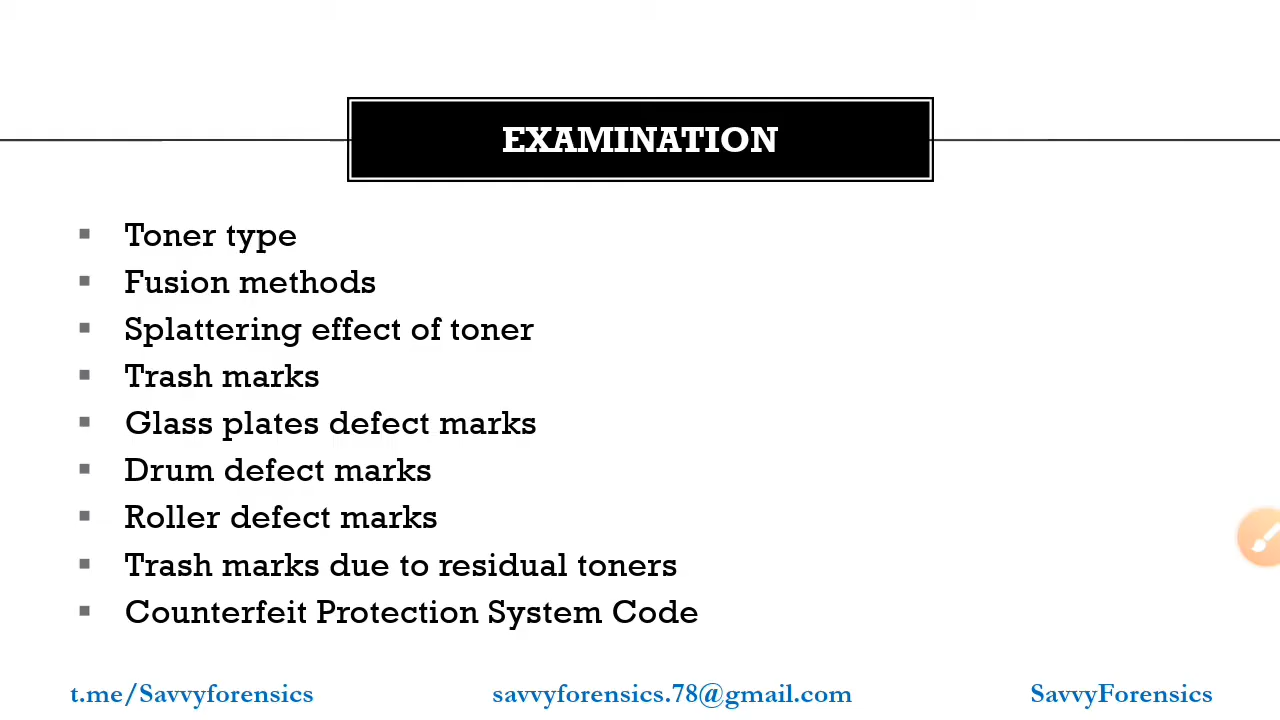 EXAMINATION
Toner type
Fusion methods
Splattering effect of toner
Trash marks
Glass plates defect marks
Drum defect marks
Roller defect marks
Trash marks due to residual toners
Counterfeit Protection System Code
t.me/Savvyforensics savvyforensics.78@gmail.com SavvyForensics